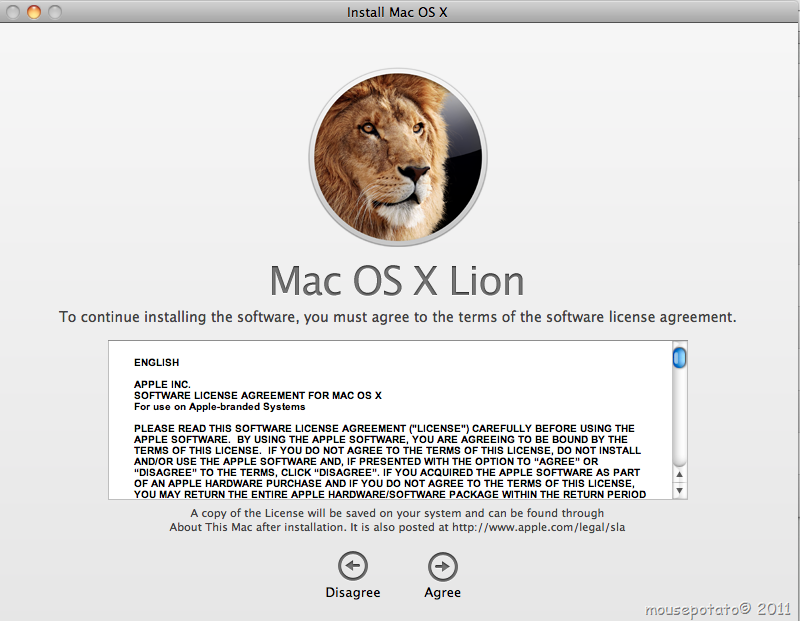 Install Mac OS X
Mac OS X Lion
To continue installing the software, you must agree to the terms of the software license agreement.
ENGLISH
APPLE INC.
SOFTWARE LICENSE AGREEMENT FOR MAC OS X
For use on Apple-branded Systems
PLEASE READ THIS SOFTWARE LICENSE AGREEMENT ("LICENSE") CAREFULLY BEFORE USING THE
APPLE SOFTWARE.  BY USING THE APPLE SOFTWARE, YOU ARE AGREEING TO BE BOUND BY THE
TERMS OF THIS LICENSE.  IF YOU DO NOT AGREE TO THE TERMS OF THIS LICENSE, DO NOT INSTALL
AND/OR USE THE APPLE SOFTWARE AND, IF PRESENTED WITH THE OPTION TO “AGREE” OR
“DISAGREE” TO THE TERMS, CLICK “DISAGREE”. IF YOU ACQUIRED THE APPLE SOFTWARE AS PART
OF AN APPLE HARDWARE PURCHASE AND IF YOU DO NOT AGREE TO THE TERMS OF THIS LICENSE,
YOU MAY RETURN THE ENTIRE APPLE HARDWARE/SOFTWARE PACKAGE WITHIN THE RETURN PERIOD
A copy of the License will be saved on your system and can be found through
About This Mac after installation. It is also posted at http://www.apple.com/legal/sla
Disagree
Agree
mousepotato© 2011